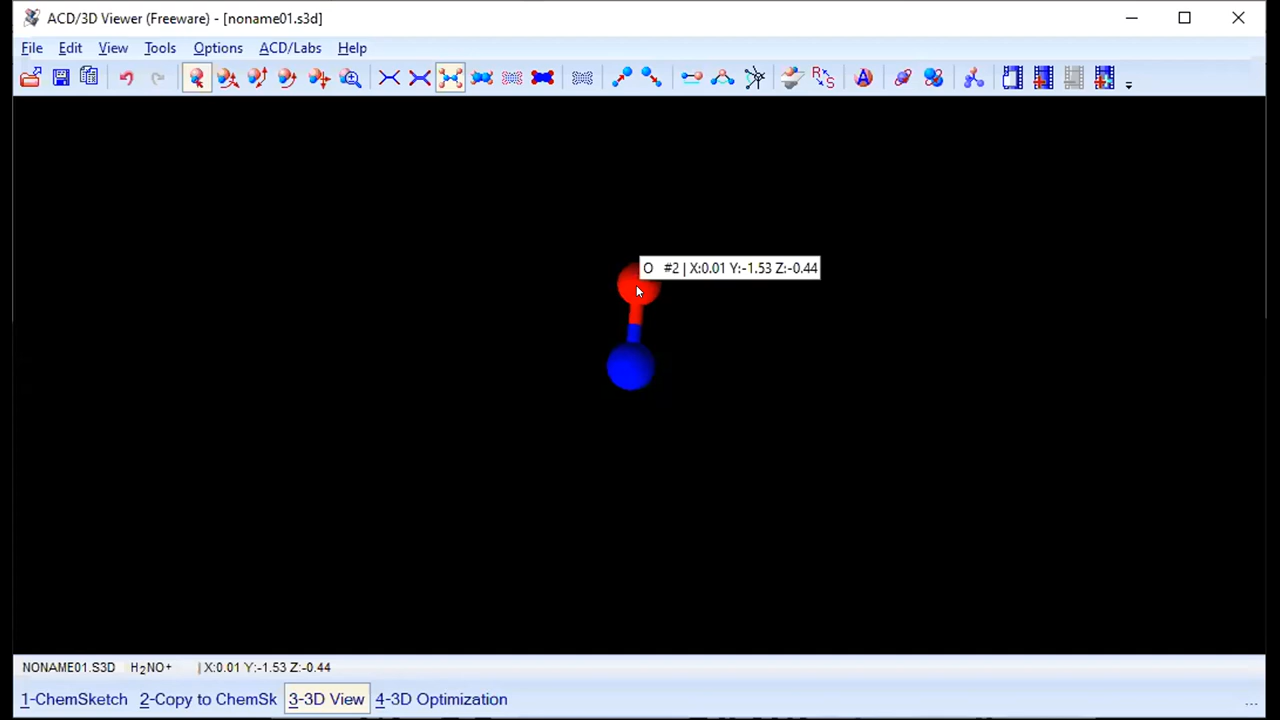 ACD/3D Viewer (Freeware) - [noname01.s3d]
File Edit View Tools Options ACD/Labs Help
O #2 | X:0.01 Y:-1.53 Z:-0.44
NONAME01.S3D H2NO+ | X:0.01 Y:-1.53 Z:-0.44
1-ChemSketch 2-Copy to ChemSk 3-3D View 4-3D Optimization ...